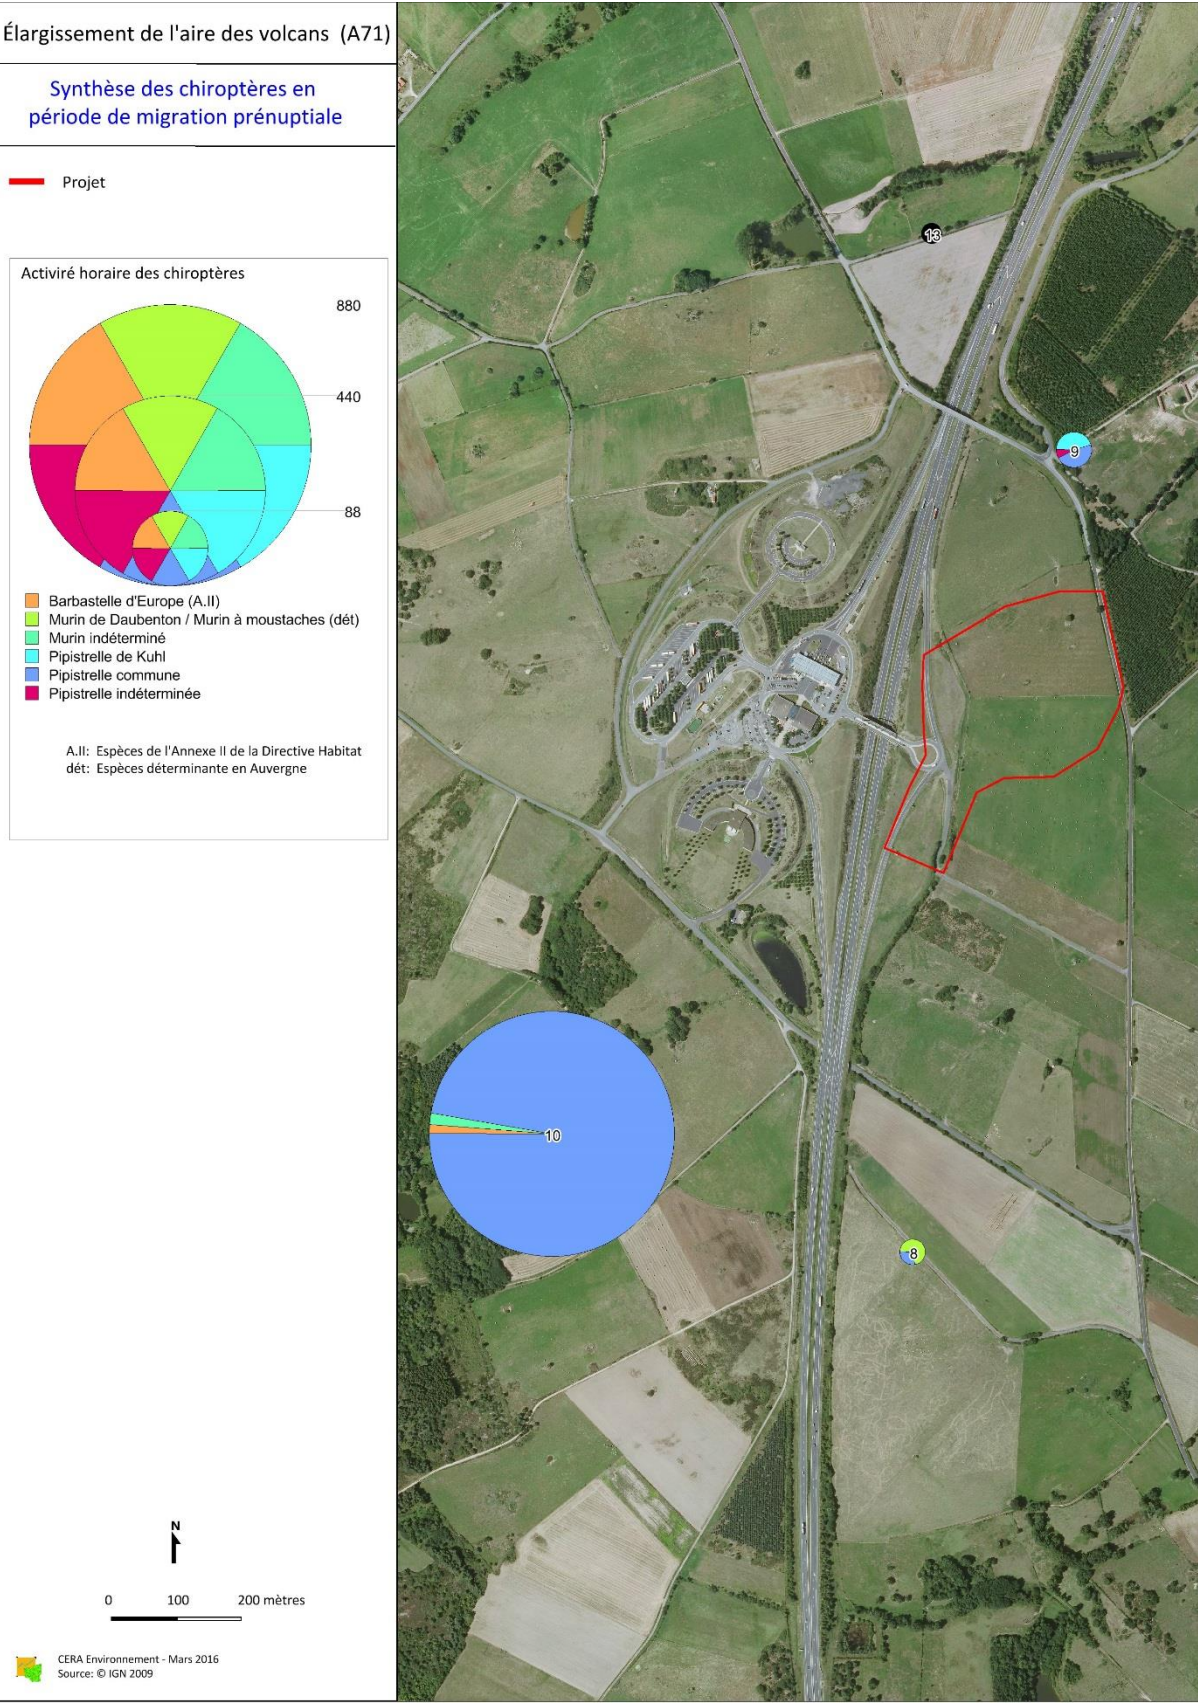 Élargissement de l'aire des volcans (A71)
Synthèse des chiroptères en
période de migration prénuptiale
Projet
Activiré horaire des chiroptères
880
440
88
Barbastelle d'Europe (A.II)
Murin de Daubenton / Murin à moustaches (dét)
Murin indéterminé
Pipistrelle de Kuhl
Pipistrelle commune
Pipistrelle indéterminée
A.II: Espèces de l'Annexe II de la Directive Habitat
dét: Espèces déterminante en Auvergne
13
9
10
8
N
0 100 200 mètres
CERA Environnement - Mars 2016
Source: © IGN 2009